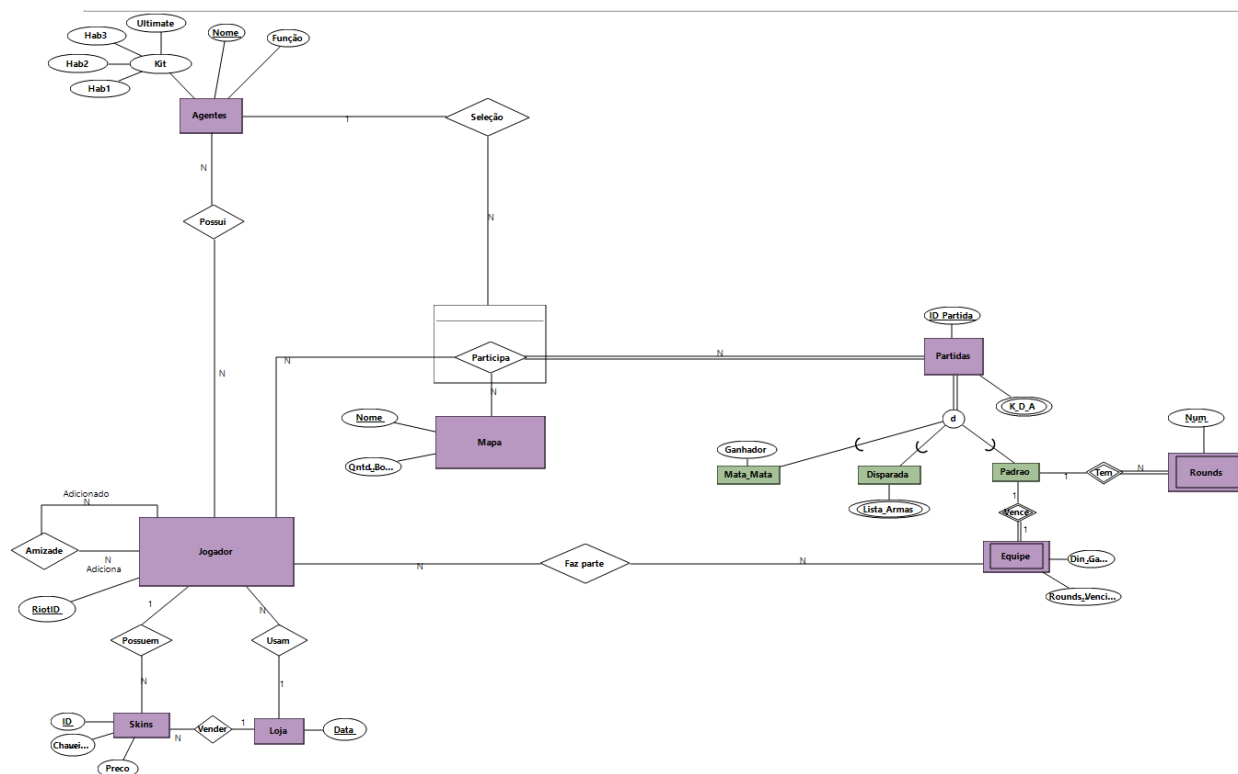 Ultimate
Hab3
Nome
Função
Hab2
Kit
Hab1
Agentes
1
Seleção
N
Possui
N
N
ID_Partida
Partidas
N
Participa
N
N
K_D_A
Nome
Mapa
Qntd_Bo...
d
Ganhador
Mata_Mata
Disparada
Padrao
Lista_Armas
1
Tem
N
Num
Rounds
1
Vence
1
Adicionado
N
Amizade
N
Adiciona
Jogador
RiotID
N
Faz parte
N
Equipe
Din_Ga...
Rounds_Venci...
1
Possuem
N
N
Usam
1
ID
Skins
Chavei...
Preco
N
Vender
1
Loja
Data